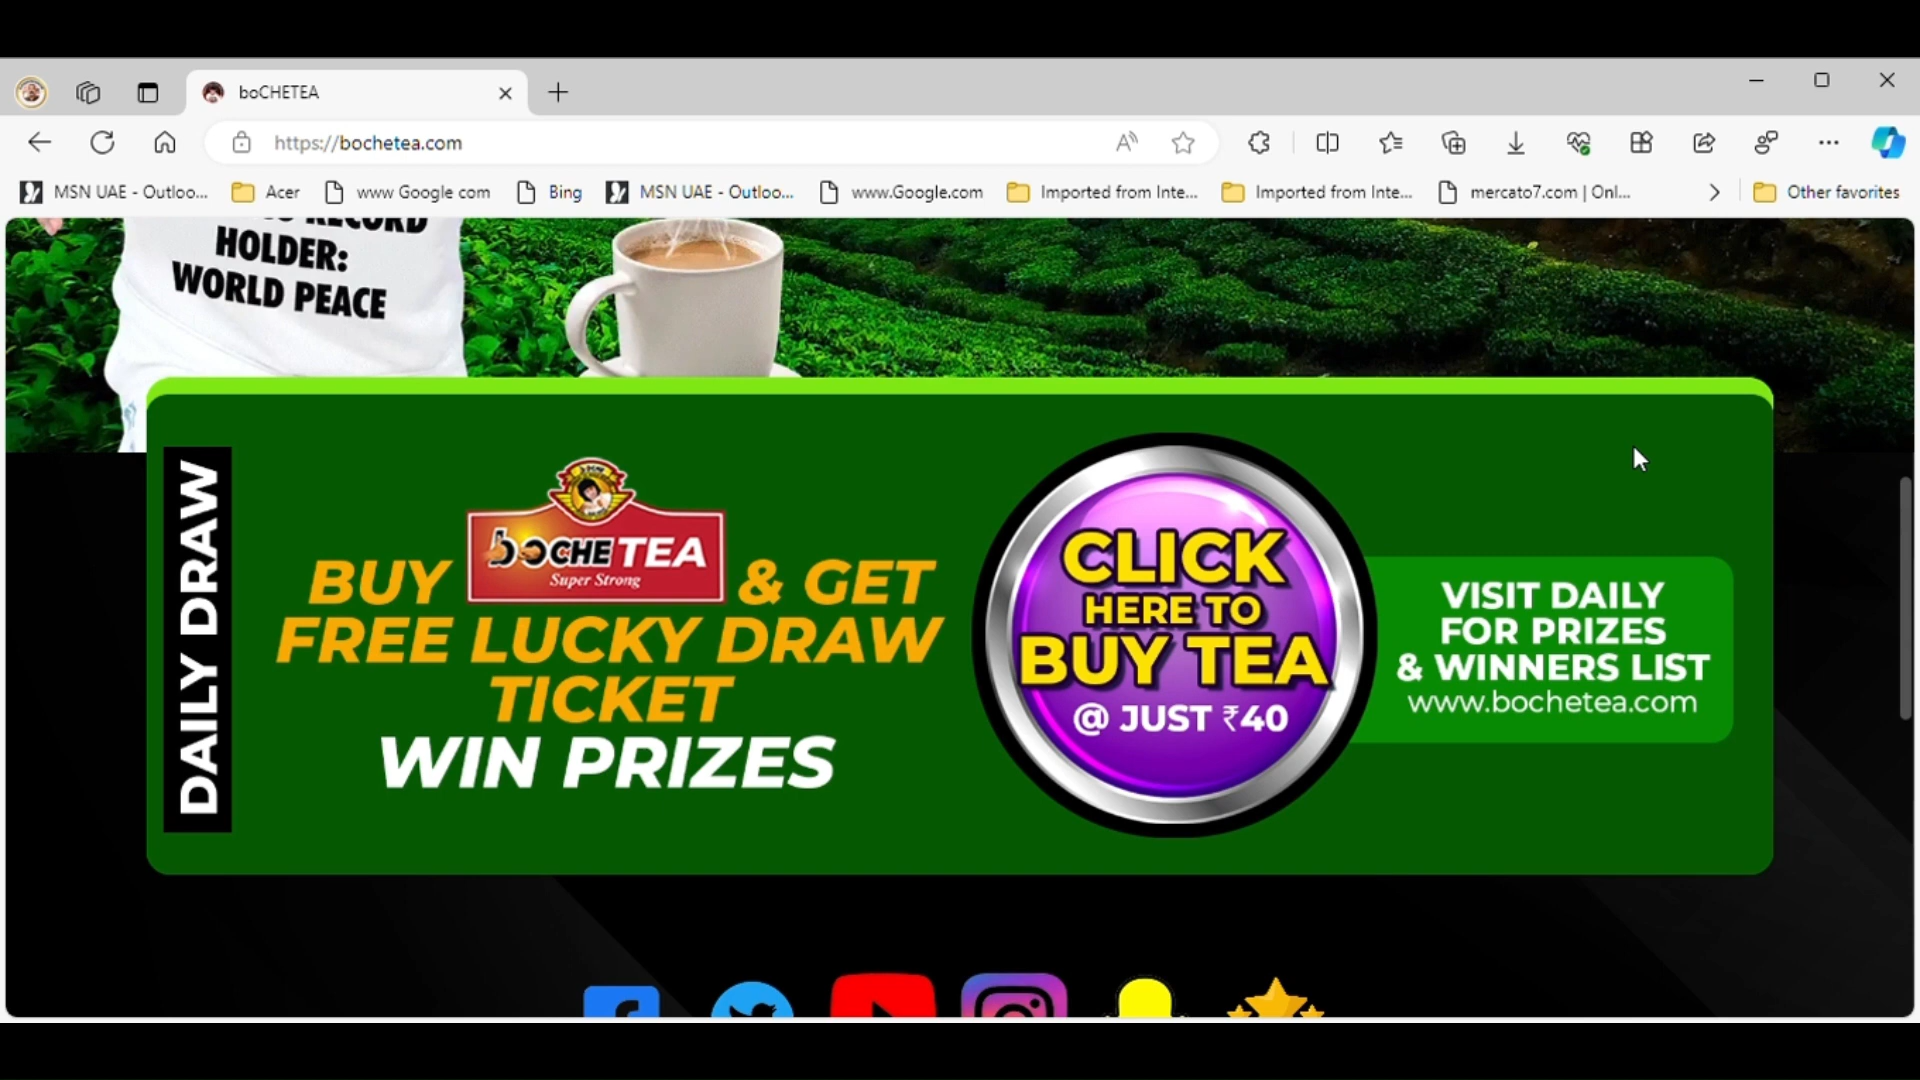 boCHETEA
https://bochetea.com
MSN UAE - Outloo...
Acer
www Google com
Bing
MSN UAE - Outloo...
www.Google.com
Imported from Inte...
Imported from Inte...
mercato7.com | Onl...
Other favorites
RECORD
HOLDER:
WORLD PEACE
DAILY DRAW
BUY bOCHE TEA & GET
Super Strong
FREE LUCKY DRAW
TICKET
WIN PRIZES
CLICK
HERE TO
BUY TEA
@ JUST ₹40
VISIT DAILY
FOR PRIZES
& WINNERS LIST
www.bochetea.com